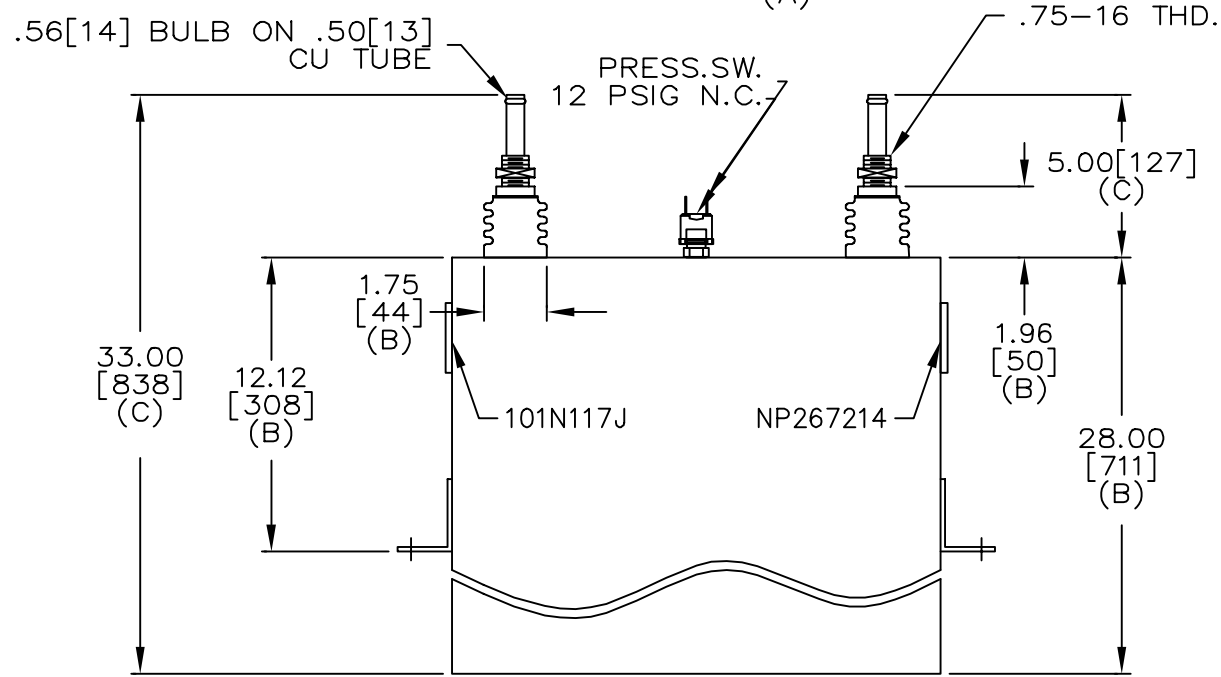 (A)
.56[14] BULB ON .50[13]
CU TUBE
PRESS.SW.
12 PSIG N.C.
.75-16 THD.
5.00[127]
(C)
1.75
[44]
(B)
1.96
[50]
(B)
33.00
[838]
(C)
12.12
[308]
(B)
101N117J
NP267214
28.00
[711]
(B)